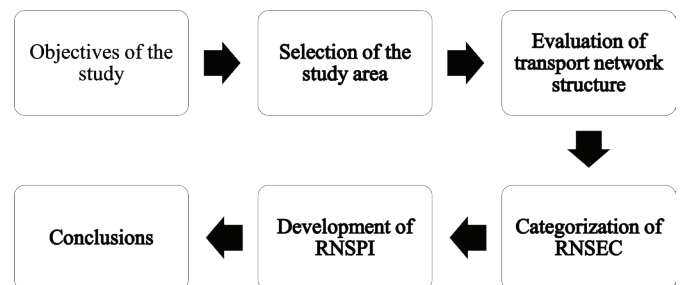 Objectives of the
study
Selection of the
study area
Evaluation of
transport network
structure
Categorization of
RNSEC
Development of
RNSPI
Conclusions